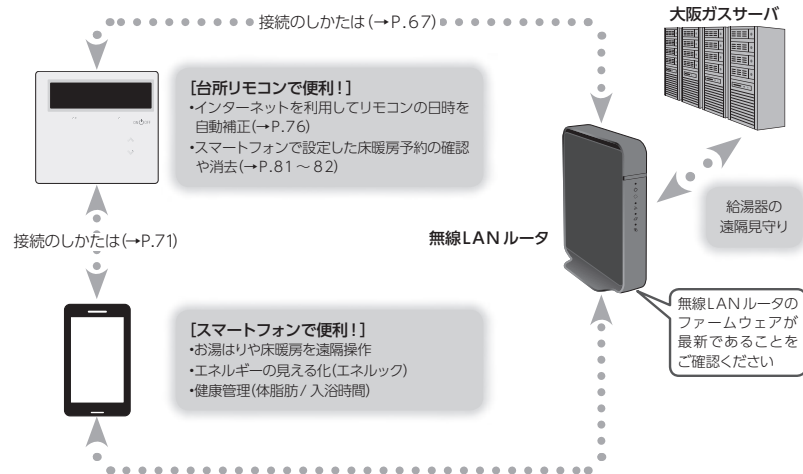 接続のしかたは(→P.67)
大阪ガスサーバ
[台所リモコンで便利!]
•インターネットを利用してリモコンの日時を
自動補正(→P.76)
•スマートフォンで設定した床暖房予約の確認
や消去(→P.81～82)
給湯器の
遠隔見守り
接続のしかたは(→P.71)
無線LANルータ
無線LANルータの
ファームウェアが
最新であることを
ご確認ください
[スマートフォンで便利!]
•お湯はりや床暖房を遠隔操作
•エネルギーの見える化(エネルック)
•健康管理(体脂肪/入浴時間)